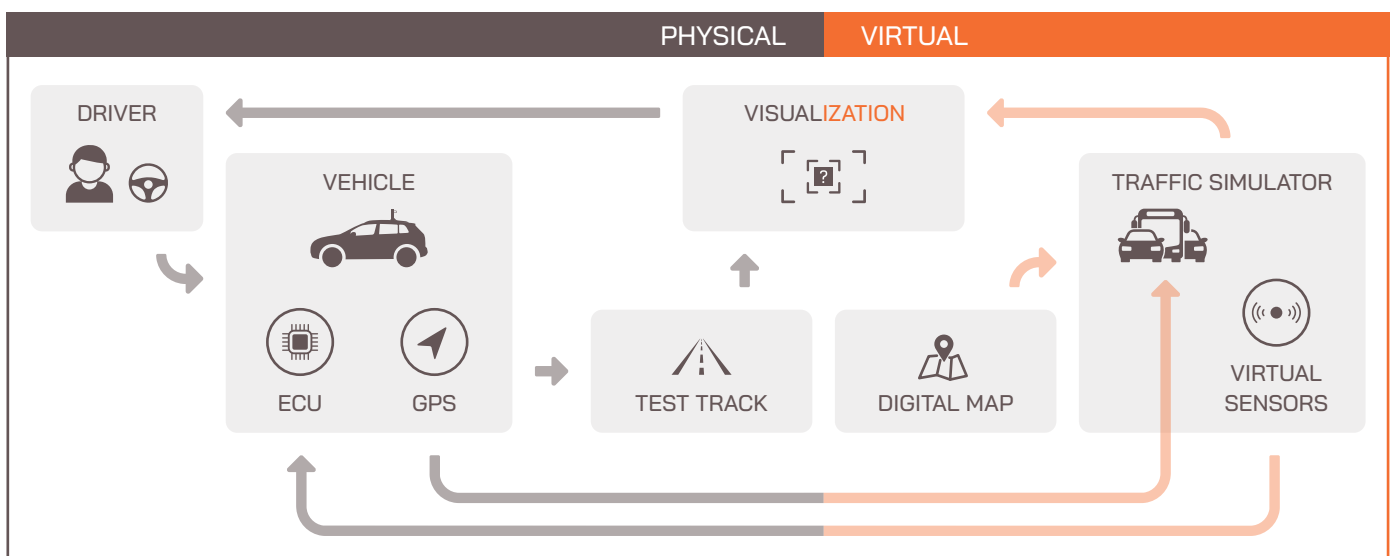 PHYSICAL
VIRTUAL
DRIVER
VISUALIZATION
VEHICLE
TRAFFIC SIMULATOR
?
ECU
GPS
TEST TRACK
DIGITAL MAP
VIRTUAL
SENSORS